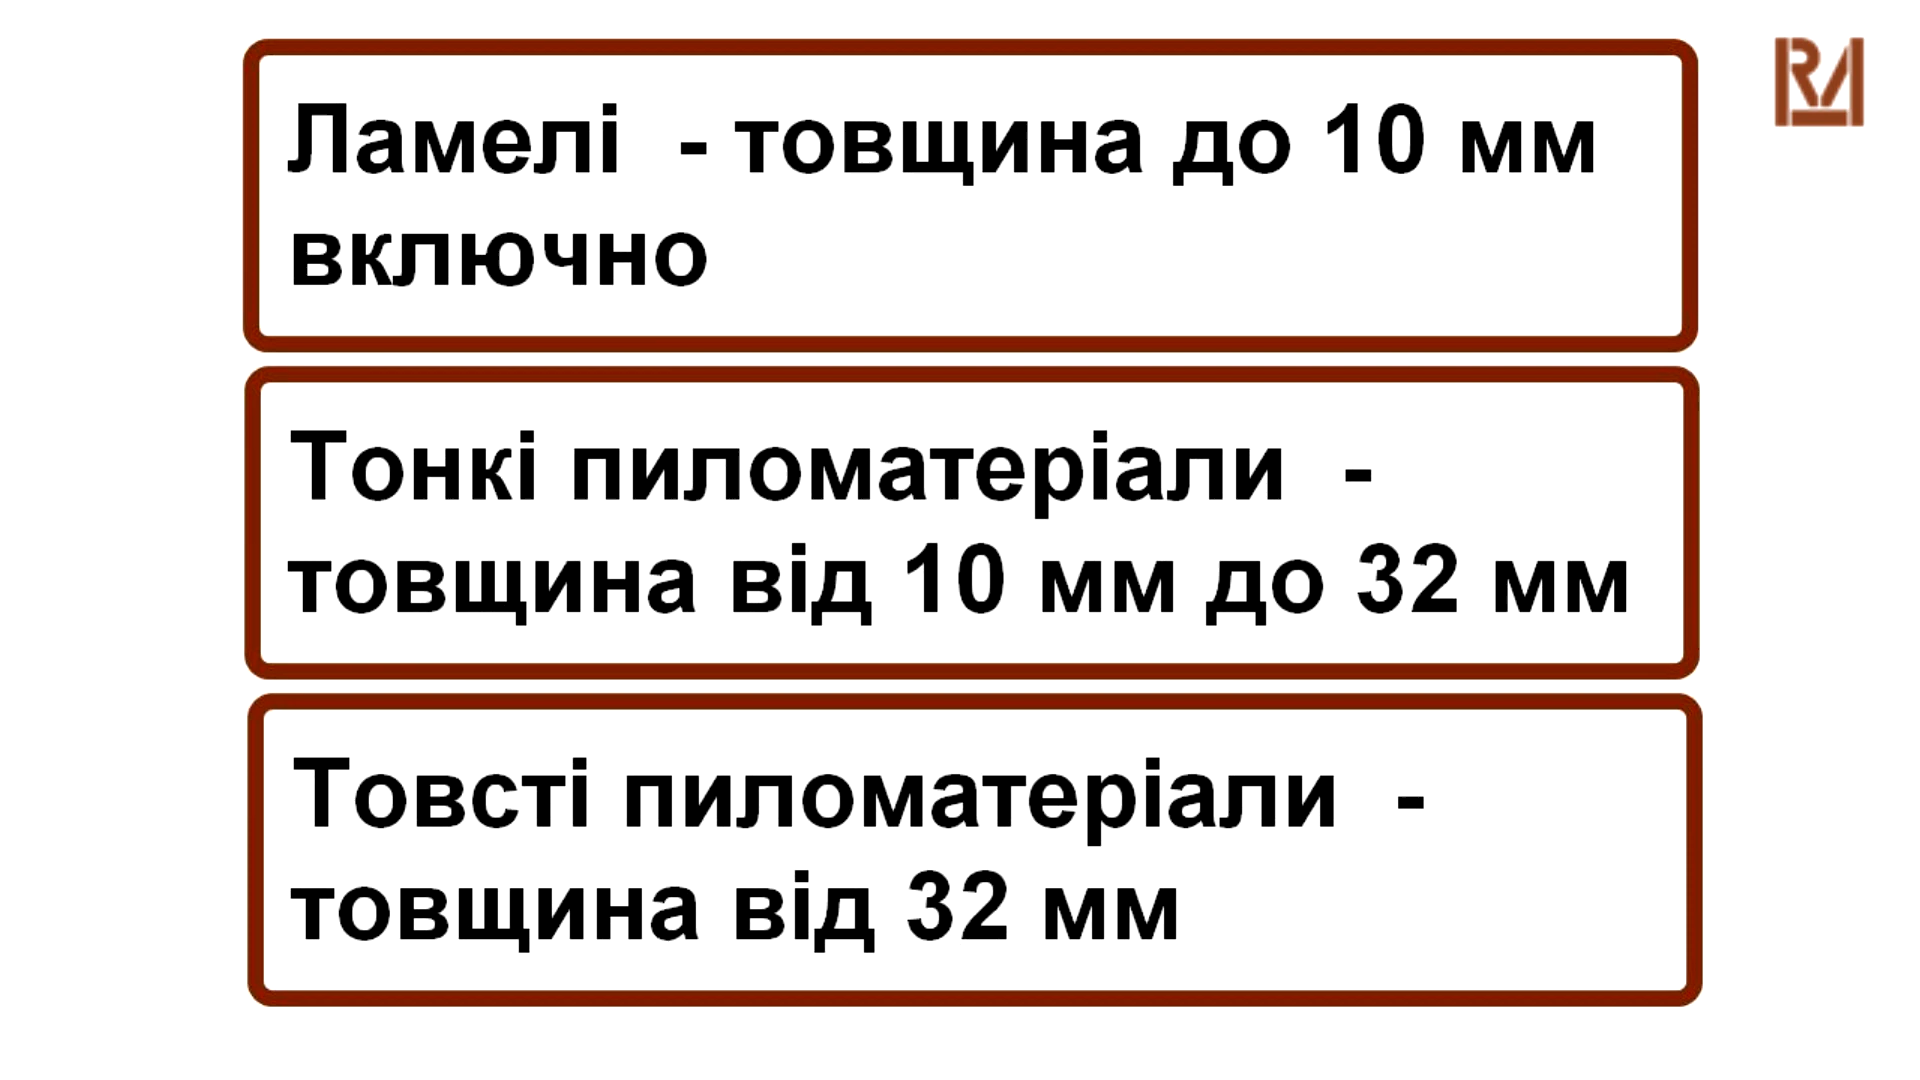 Ламелі - товщина до 10 мм
включно
Тонкі пиломатеріали -
товщина від 10 мм до 32 мм
Товсті пиломатеріали -
товщина від 32 мм